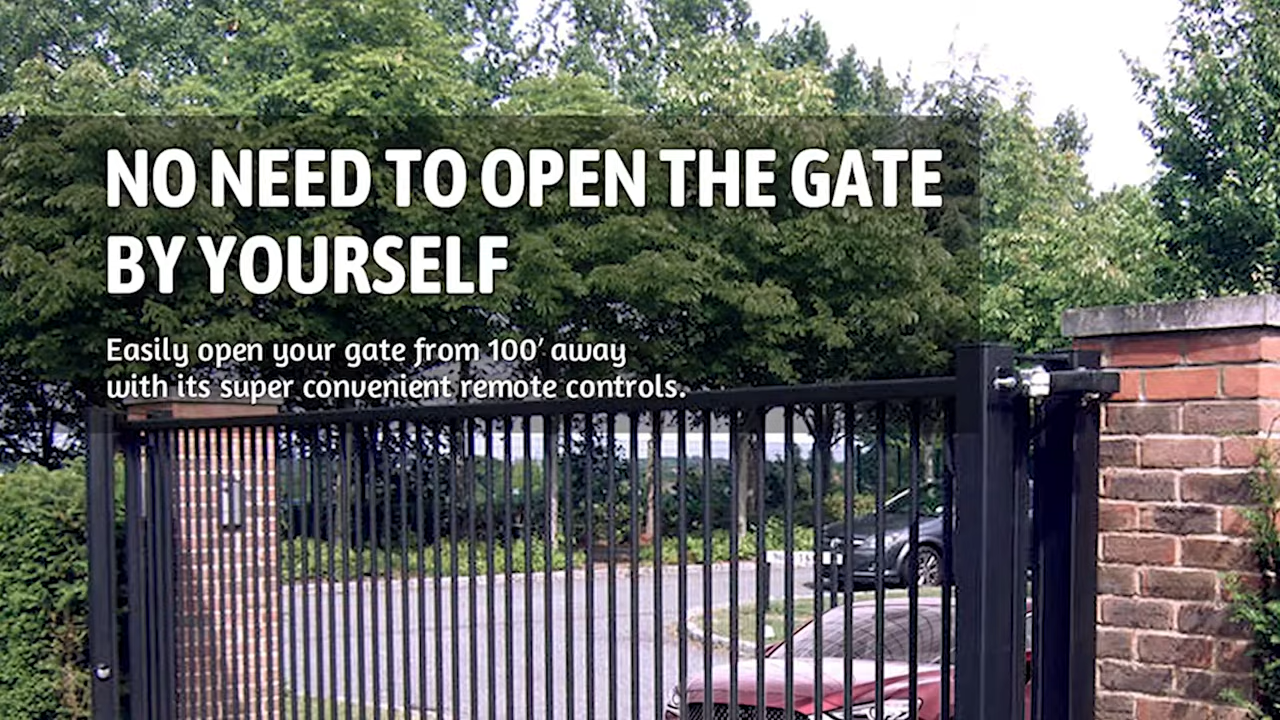 NO NEED TO OPEN THE GATE
BY YOURSELF
Easily open your gate from 100′ away
with its super convenient remote controls.